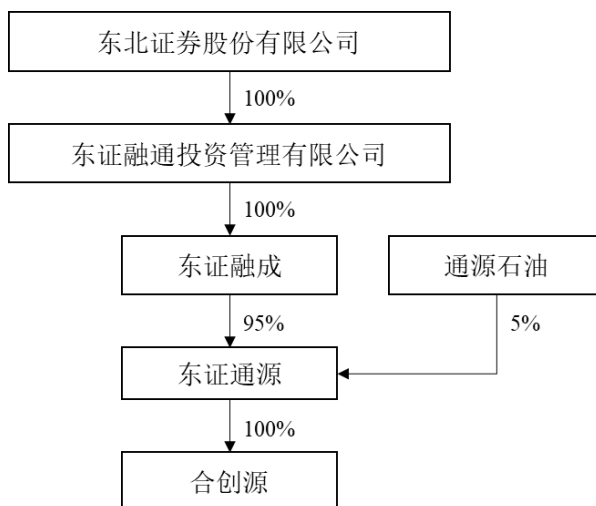 东北证券股份有限公司
100%
东证融通投资管理有限公司
100%
东证融成
通源石油
95%
5%
东证通源
100%
合创源